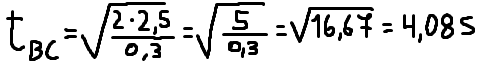 t_BC = √(2·2,5 / 0,3) = √(5 / 0,3) = √16,67 = 4,08 s